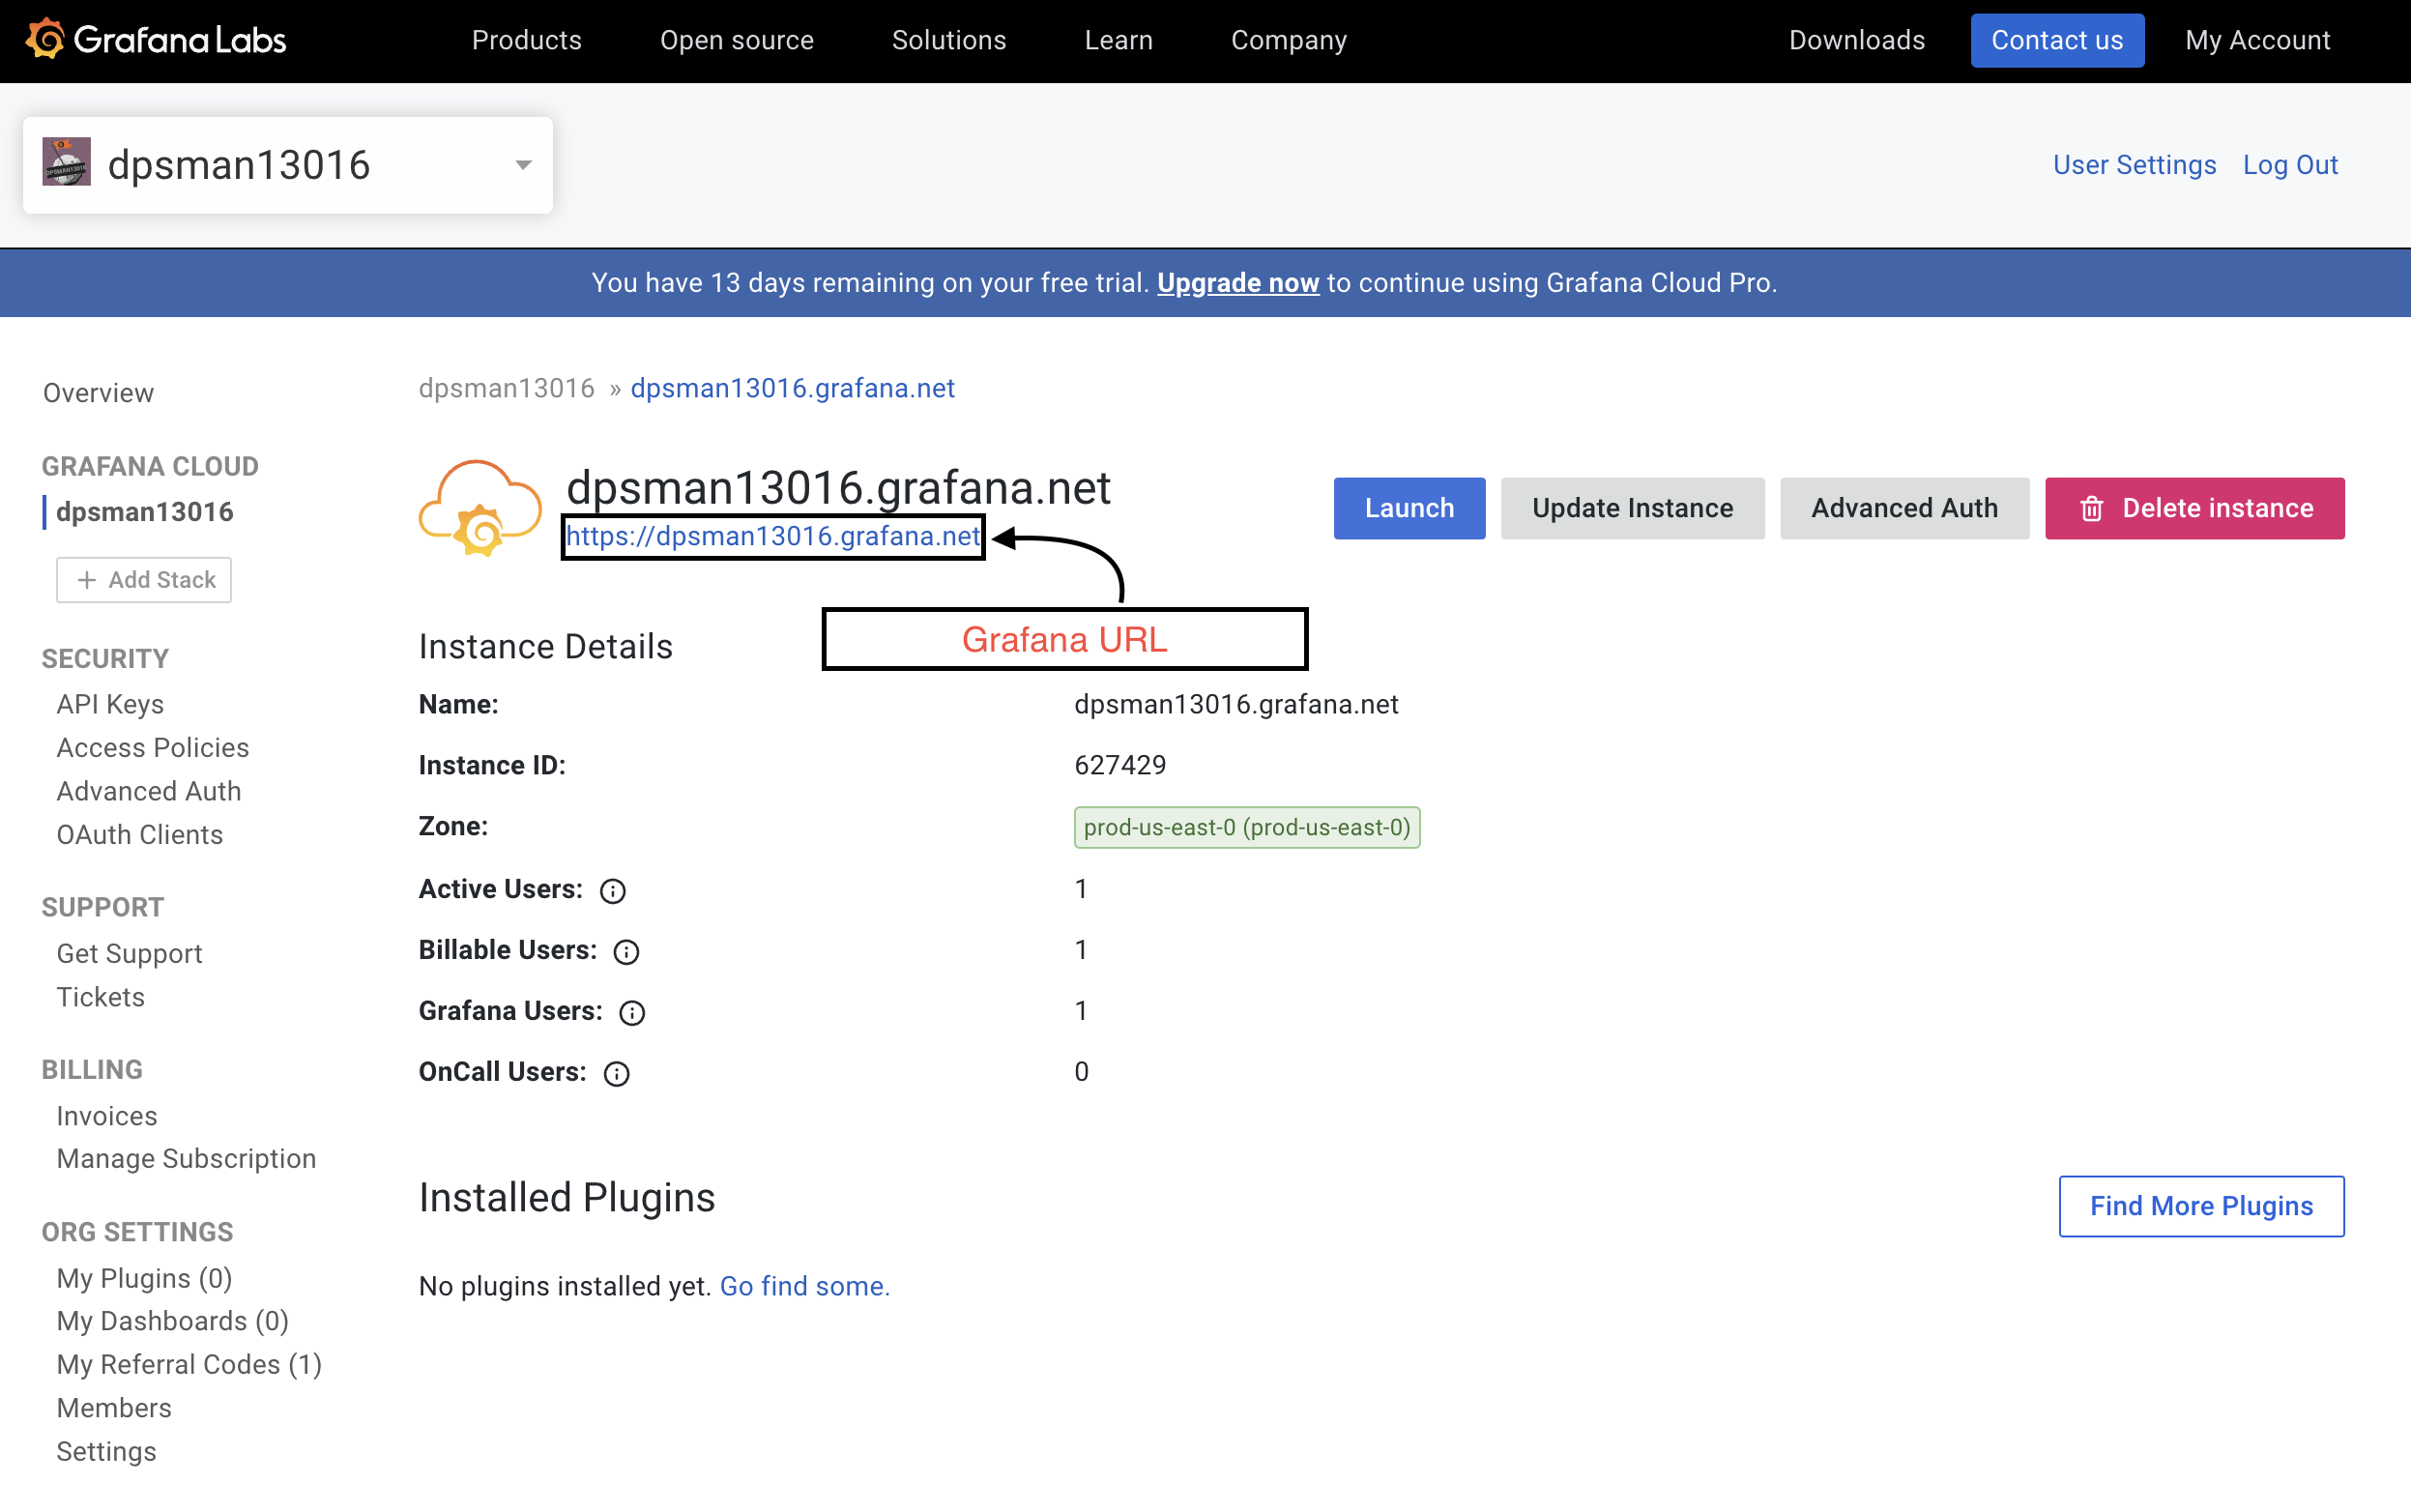 Grafana Labs
Products Open source Solutions Learn Company Downloads Contact us My Account
dpsman13016
User Settings Log Out
You have 13 days remaining on your free trial. Upgrade now to continue using Grafana Cloud Pro.
Overview
GRAFANA CLOUD
dpsman13016
+ Add Stack
SECURITY
API Keys
Access Policies
Advanced Auth
OAuth Clients
SUPPORT
Get Support
Tickets
BILLING
Invoices
Manage Subscription
ORG SETTINGS
My Plugins (0)
My Dashboards (0)
My Referral Codes (1)
Members
Settings
dpsman13016 » dpsman13016.grafana.net
dpsman13016.grafana.net
https://dpsman13016.grafana.net
Launch Update Instance Advanced Auth Delete instance
Grafana URL
Instance Details
Name: dpsman13016.grafana.net
Instance ID: 627429
Zone: prod-us-east-0 (prod-us-east-0)
Active Users: 1
Billable Users: 1
Grafana Users: 1
OnCall Users: 0
Installed Plugins
Find More Plugins
No plugins installed yet. Go find some.